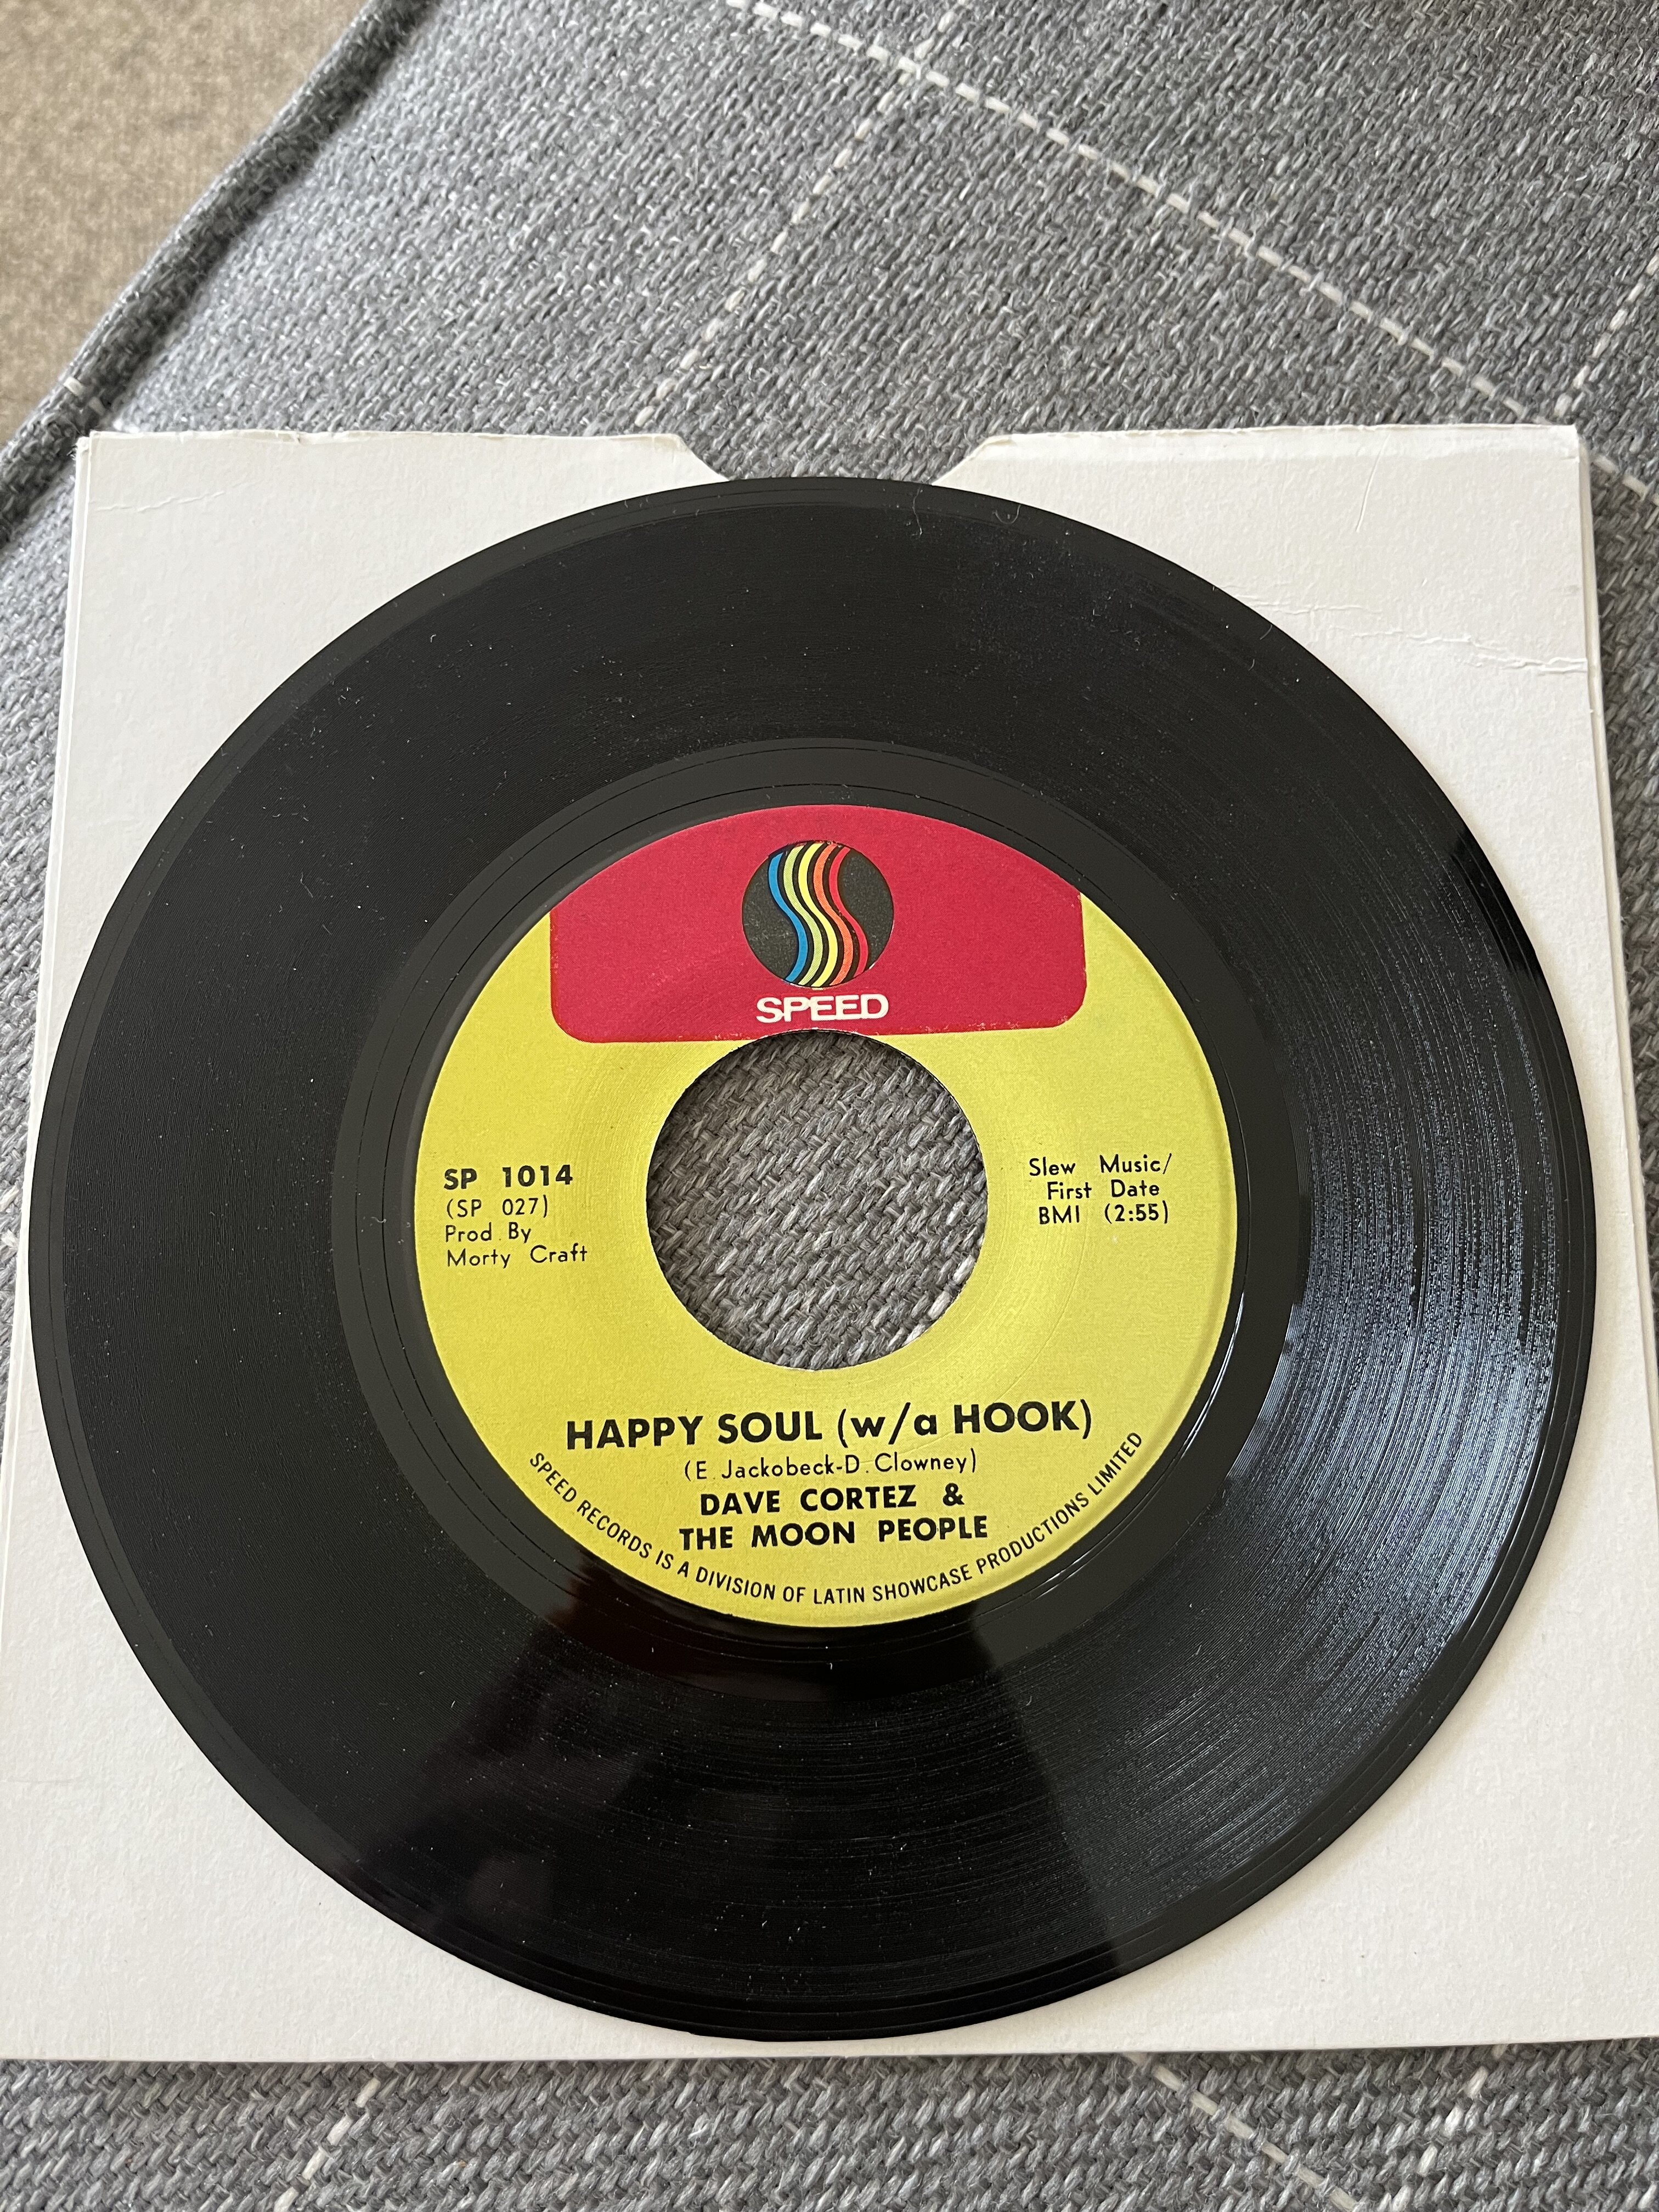 SPEED
SP 1014
(SP 027)
Prod. By
Morty Craft
Slew Music/
First Date
BMI (2:55)
HAPPY SOUL (w/a HOOK)
(E. Jackobeck-D. Clowney)
DAVE CORTEZ &
THE MOON PEOPLE
SPEED RECORDS IS A DIVISION OF LATIN SHOWCASE PRODUCTIONS LIMITED